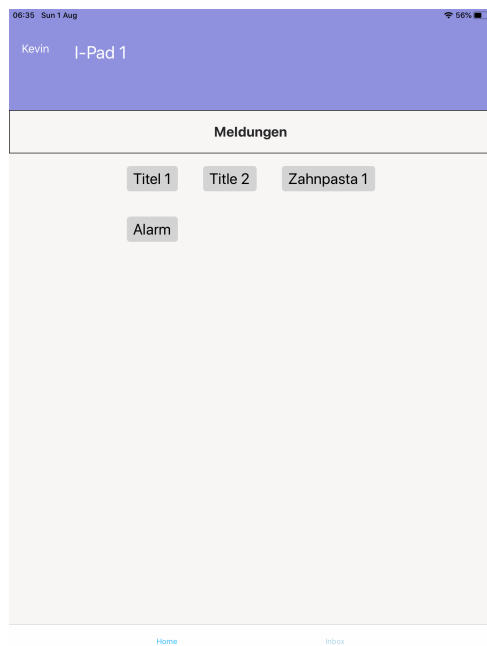 06:35 Sun 1 Aug 56%
Kevin I-Pad 1
Meldungen
Titel 1 Title 2 Zahnpasta 1
Alarm
Home Inbox